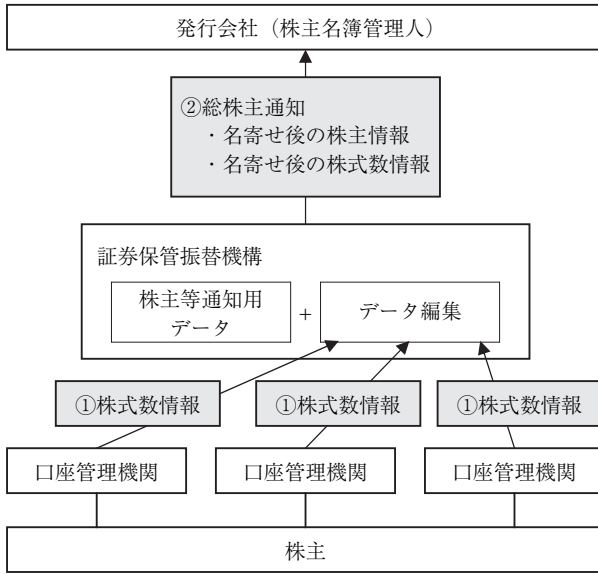 発行会社（株主名簿管理人）
②総株主通知
・名寄せ後の株主情報
・名寄せ後の株式数情報
証券保管振替機構
株主等通知用
データ
+
データ編集
①株式数情報
①株式数情報
①株式数情報
口座管理機関
口座管理機関
口座管理機関
株主